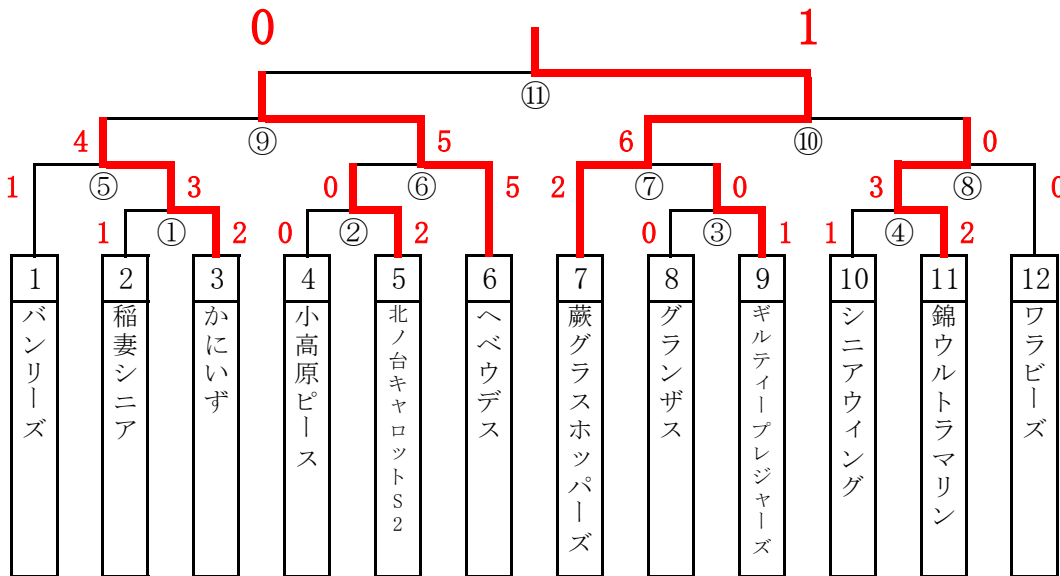 0 1
⑪
4 ⑨ 5 6 ⑩ 0
1 ⑤ 3 0 ⑥ 5 2 ⑦ 0 3 ⑧ 0
1 ① 2 0 ② 2 0 ③ 1 1 ④ 2
1 2 3 4 5 6 7 8 9 10 11 12
バンリーズ
稲妻シニア
かにいず
小高原ピース
北ノ台キャロットS2
へベウデス
蕨グラスホッパーズ
グランザス
ギルティープレジャーズ
シニアウィング
錦ウルトラマリン
ワラビーズ